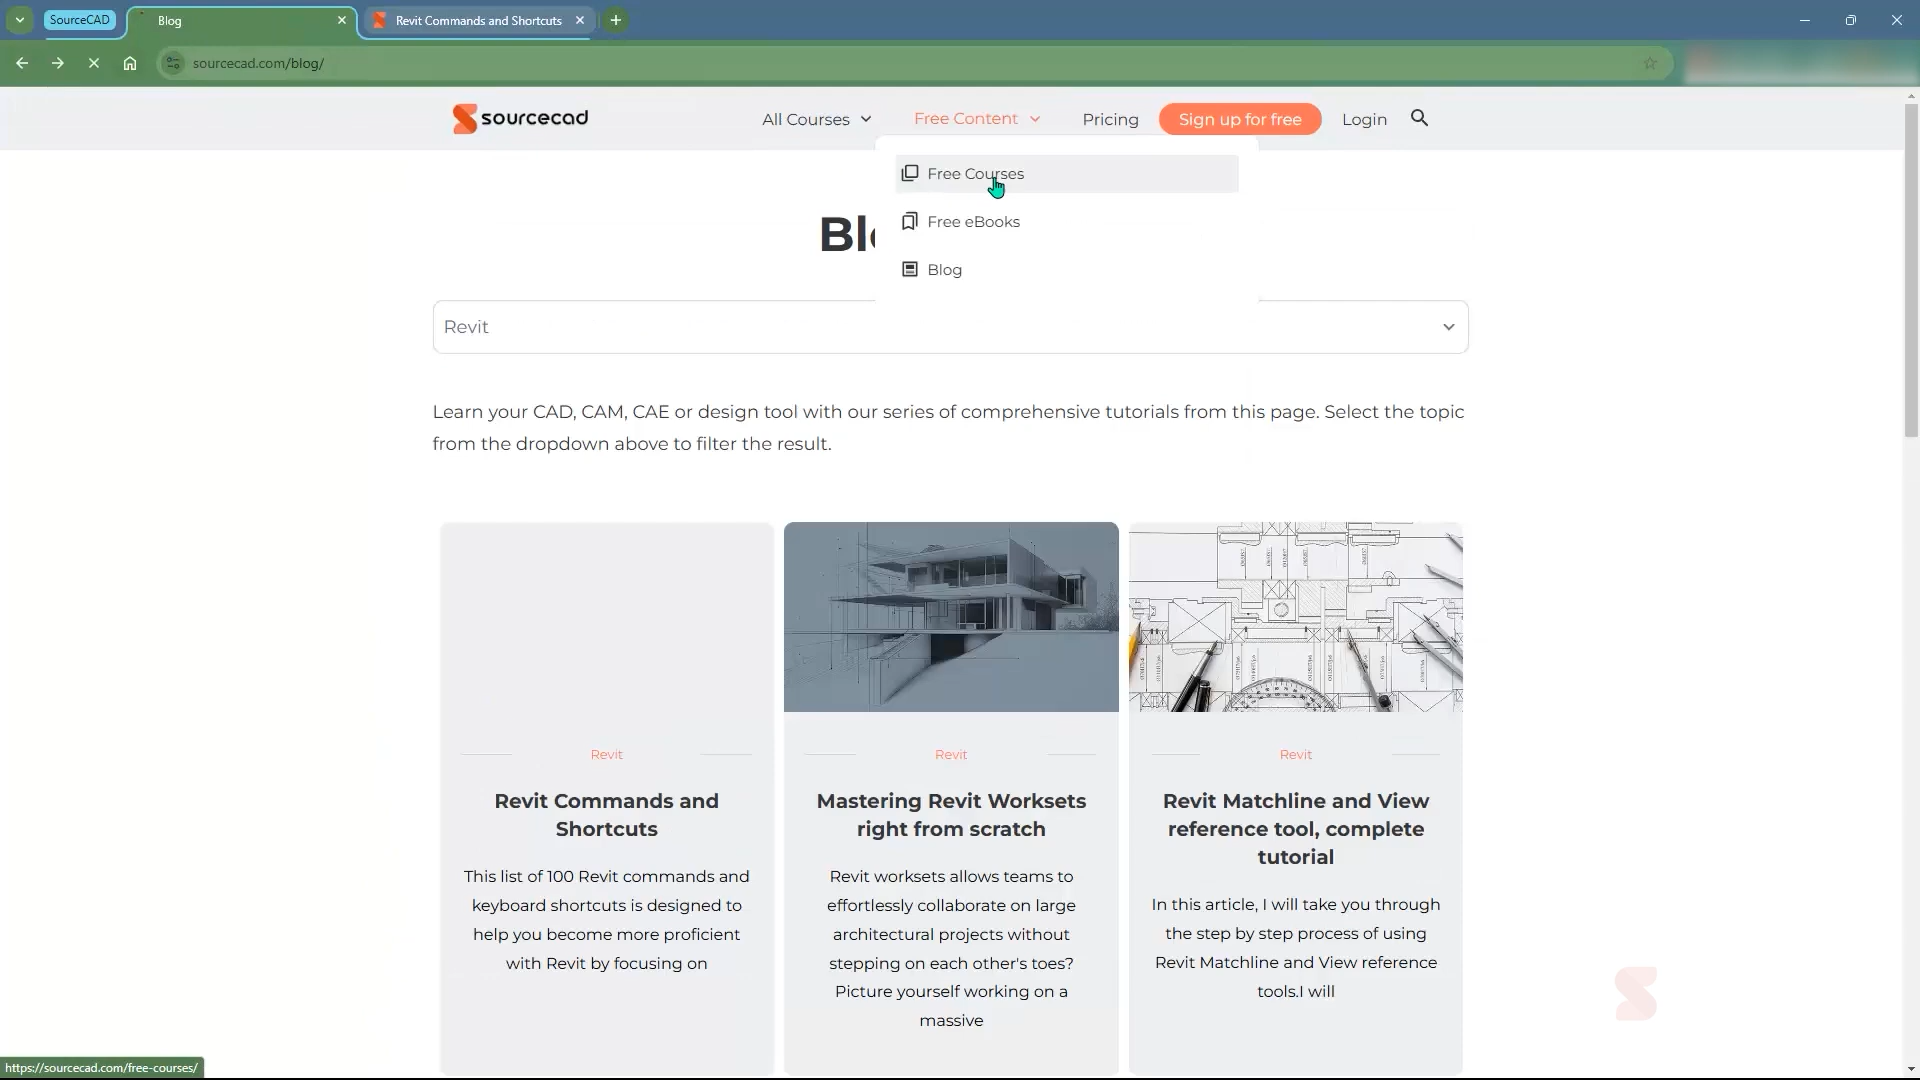 SourceCAD
Blog
Revit Commands and Shortcuts
sourcecad.com/blog/
sourcecad
All Courses
Free Content
Pricing
Sign up for free
Login
Free Courses
Free eBooks
Blog
Revit
Learn your CAD, CAM, CAE or design tool with our series of comprehensive tutorials from this page. Select the topic
from the dropdown above to filter the result.
Revit
Revit Commands and
Shortcuts
This list of 100 Revit commands and
keyboard shortcuts is designed to
help you become more proficient
with Revit by focusing on
Revit
Mastering Revit Worksets
right from scratch
Revit worksets allows teams to
effortlessly collaborate on large
architectural projects without
stepping on each other's toes?
Picture yourself working on a
massive
Revit
Revit Matchline and View
reference tool, complete
tutorial
In this article, I will take you through
the step by step process of using
Revit Matchline and View reference
tools.I will
https://sourcecad.com/free-courses/